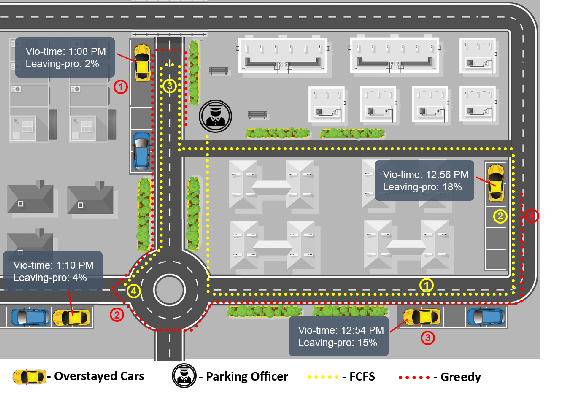 Vio-time: 1:08 PM
Leaving-pro: 2%
1
3
Vio-time: 12:56 PM
Leaving-pro: 18%
2
4
Vio-time: 1:10 PM
Leaving-pro: 4%
4
2
1
Vio-time: 12:54 PM
Leaving-pro: 15%
3
- Overstayed Cars
- Parking Officer
- FCFS
- Greedy